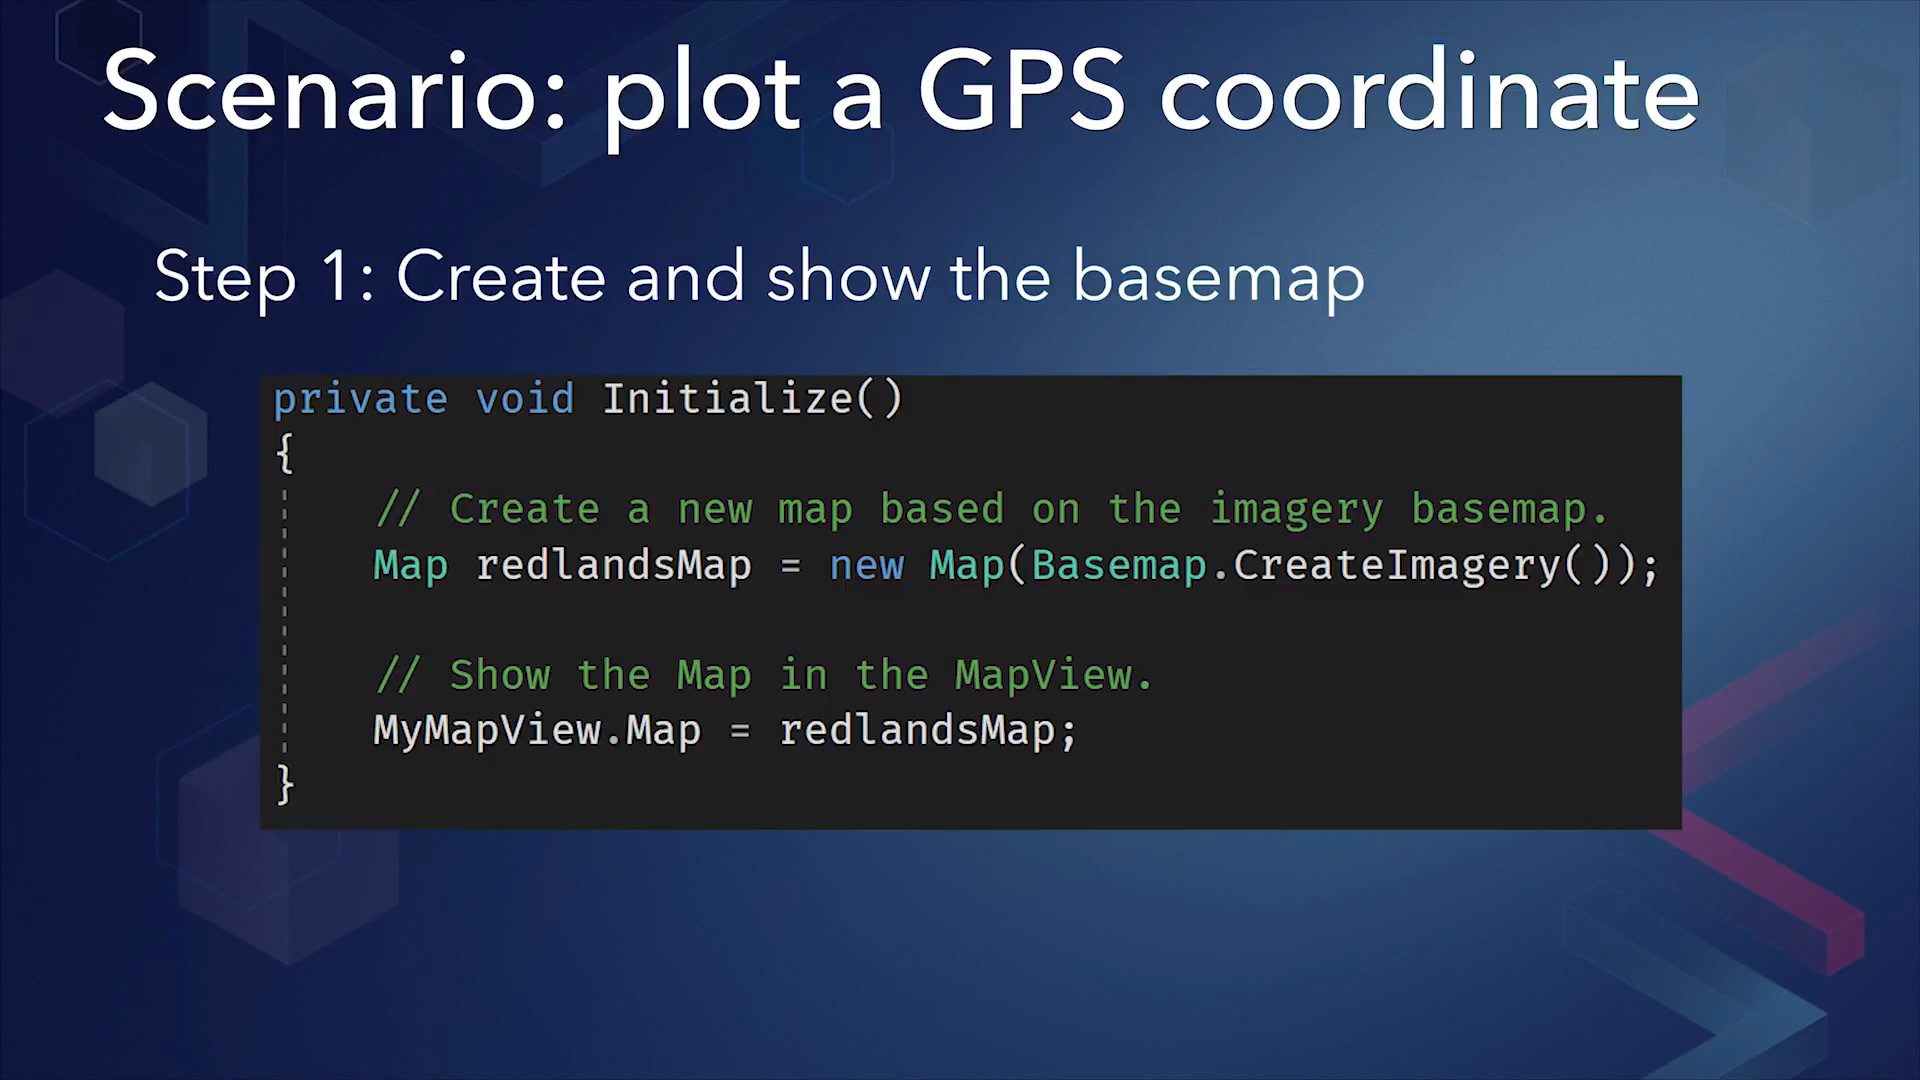 Scenario: plot a GPS coordinate
Step 1: Create and show the basemap
private void Initialize()
{
// Create a new map based on the imagery basemap.
Map redlandsMap = new Map(Basemap.CreateImagery());
// Show the Map in the MapView.
MyMapView.Map = redlandsMap;
}